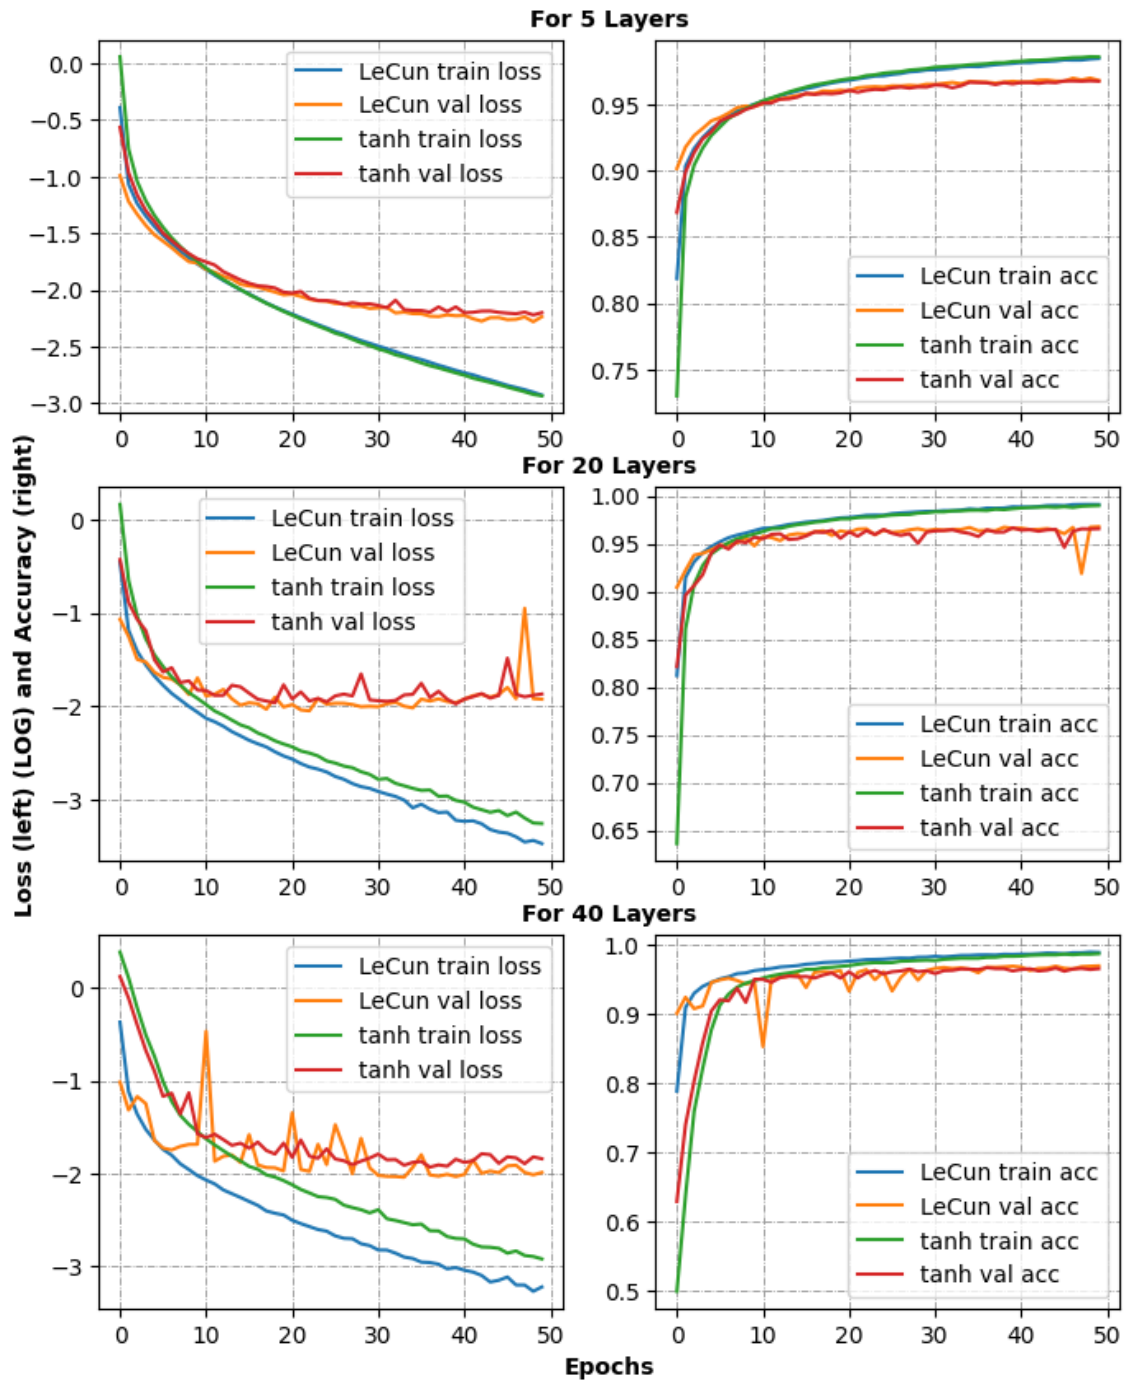 For 5 Layers
0.0
−0.5
−1.0
−1.5
−2.0
−2.5
−3.0
LeCun train loss
LeCun val loss
tanh train loss
tanh val loss
0 10 20 30 40 50
0.95
0.90
0.85
0.80
0.75
LeCun train acc
LeCun val acc
tanh train acc
tanh val acc
0 10 20 30 40 50
Loss (left) (LOG) and Accuracy (right)
For 20 Layers
0
−1
−2
−3
LeCun train loss
LeCun val loss
tanh train loss
tanh val loss
0 10 20 30 40 50
1.00
0.95
0.90
0.85
0.80
0.75
0.70
0.65
LeCun train acc
LeCun val acc
tanh train acc
tanh val acc
0 10 20 30 40 50
For 40 Layers
0
−1
−2
−3
LeCun train loss
LeCun val loss
tanh train loss
tanh val loss
0 10 20 30 40 50
1.0
0.9
0.8
0.7
0.6
0.5
LeCun train acc
LeCun val acc
tanh train acc
tanh val acc
0 10 20 30 40 50
Epochs